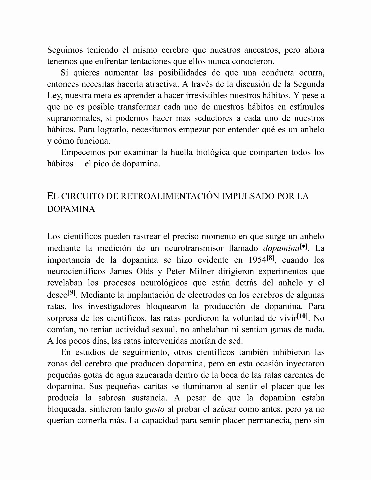 Seguimos teniendo el mismo cerebro que nuestros ancestros, pero ahora
tenemos que enfrentar tentaciones que ellos nunca conocieron.
Si quieres aumentar las posibilidades de que una conducta ocurra,
entonces necesitas hacerla atractiva. A través de la discusión de la Segunda
Ley, nuestra meta es aprender a hacer irresistibles nuestros hábitos. Y pese a
que no es posible transformar cada uno de nuestros hábitos en estímulos
supranormales, sí podemos hacer más seductores a cada uno de nuestros
hábitos. Para lograrlo, necesitamos empezar por entender qué es un anhelo
y cómo funciona.
Empecemos por examinar la huella biológica que comparten todos los
hábitos — el pico de dopamina.
EL CIRCUITO DE RETROALIMENTACIÓN IMPULSADO POR LA
DOPAMINA
Los científicos pueden rastrear el preciso momento en que surge un anhelo
mediante la medición de un neurotransmisor llamado dopamina[*]. La
importancia de la dopamina se hizo evidente en 1954[8], cuando los
neurocientíficos James Olds y Peter Milner dirigieron experimentos que
revelaban los procesos neurológicos que están detrás del anhelo y el
deseo[9]. Mediante la implantación de electrodos en los cerebros de algunas
ratas, los investigadores bloquearon la producción de dopamina. Para
sorpresa de los científicos, las ratas perdieron la voluntad de vivir[10]. No
comían, no tenían actividad sexual, no anhelaban ni sentían ganas de nada.
A los pocos días, las ratas intervenidas morían de sed.
En estudios de seguimiento, otros científicos también inhibieron las
zonas del cerebro que producen dopamina, pero en esta ocasión inyectaron
pequeñas gotas de agua azucarada dentro de la boca de las ratas carentes de
dopamina. Sus pequeñas caritas se iluminaron al sentir el placer que les
producía la sabrosa sustancia. A pesar de que la dopamina estaba
bloqueada, sintieron tanto gusto al probar el azúcar como antes, pero ya no
querían comerla más. La capacidad para sentir placer permanecía, pero sin